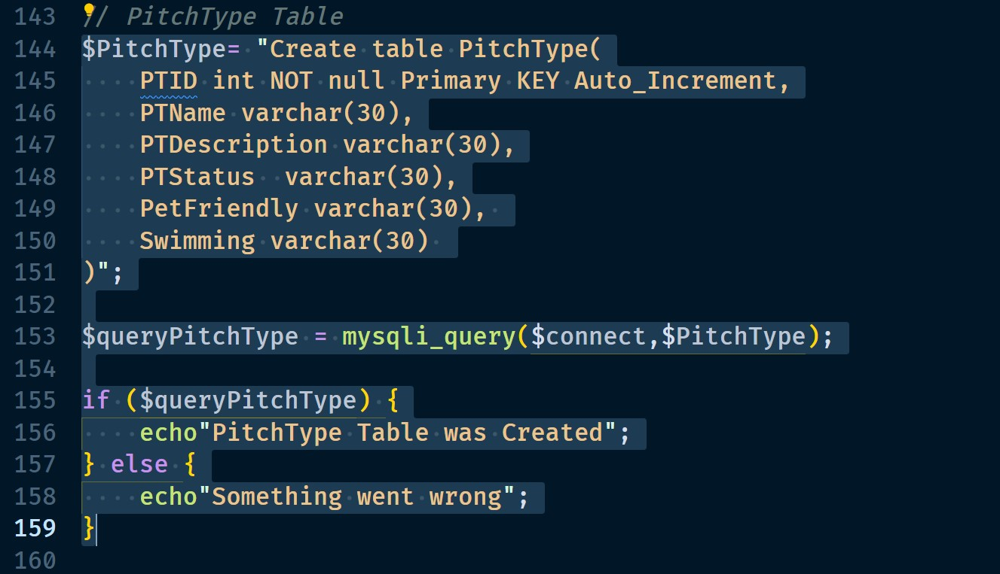 143 // PitchType Table
144 $PitchType= "Create table PitchType(
145     PTID int NOT null Primary KEY Auto_Increment,
146     PTName varchar(30),
147     PTDescription varchar(30),
148     PTStatus  varchar(30),
149     PetFriendly varchar(30), 
150     Swimming varchar(30) 
151 )";
152
153 $queryPitchType = mysqli_query($connect,$PitchType);
154
155 if ($queryPitchType) {
156     echo"PitchType Table was Created";
157 } else {
158     echo"Something went wrong";
159 }
160